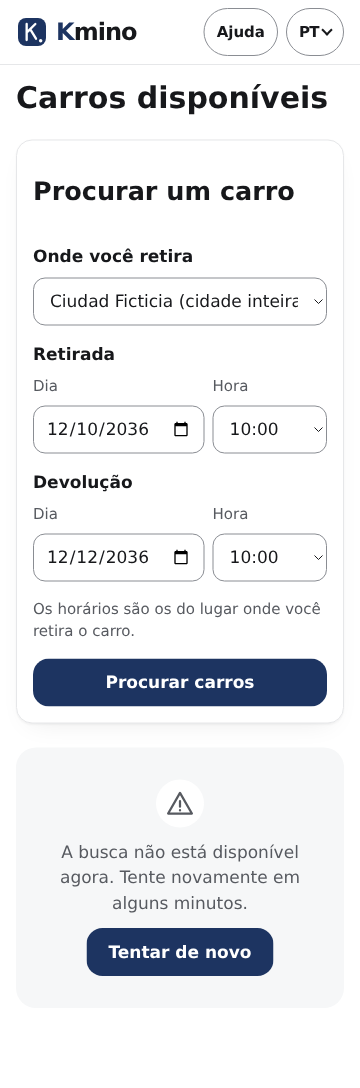 K. Kmino
Ajuda
PT
Carros disponíveis
Procurar um carro
Onde você retira
Ciudad Ficticia (cidade inteira
Retirada
Dia
Hora
12/10/2036
10:00
Devolução
Dia
Hora
12/12/2036
10:00
Os horários são os do lugar onde você
retira o carro.
Procurar carros
A busca não está disponível
agora. Tente novamente em
alguns minutos.
Tentar de novo